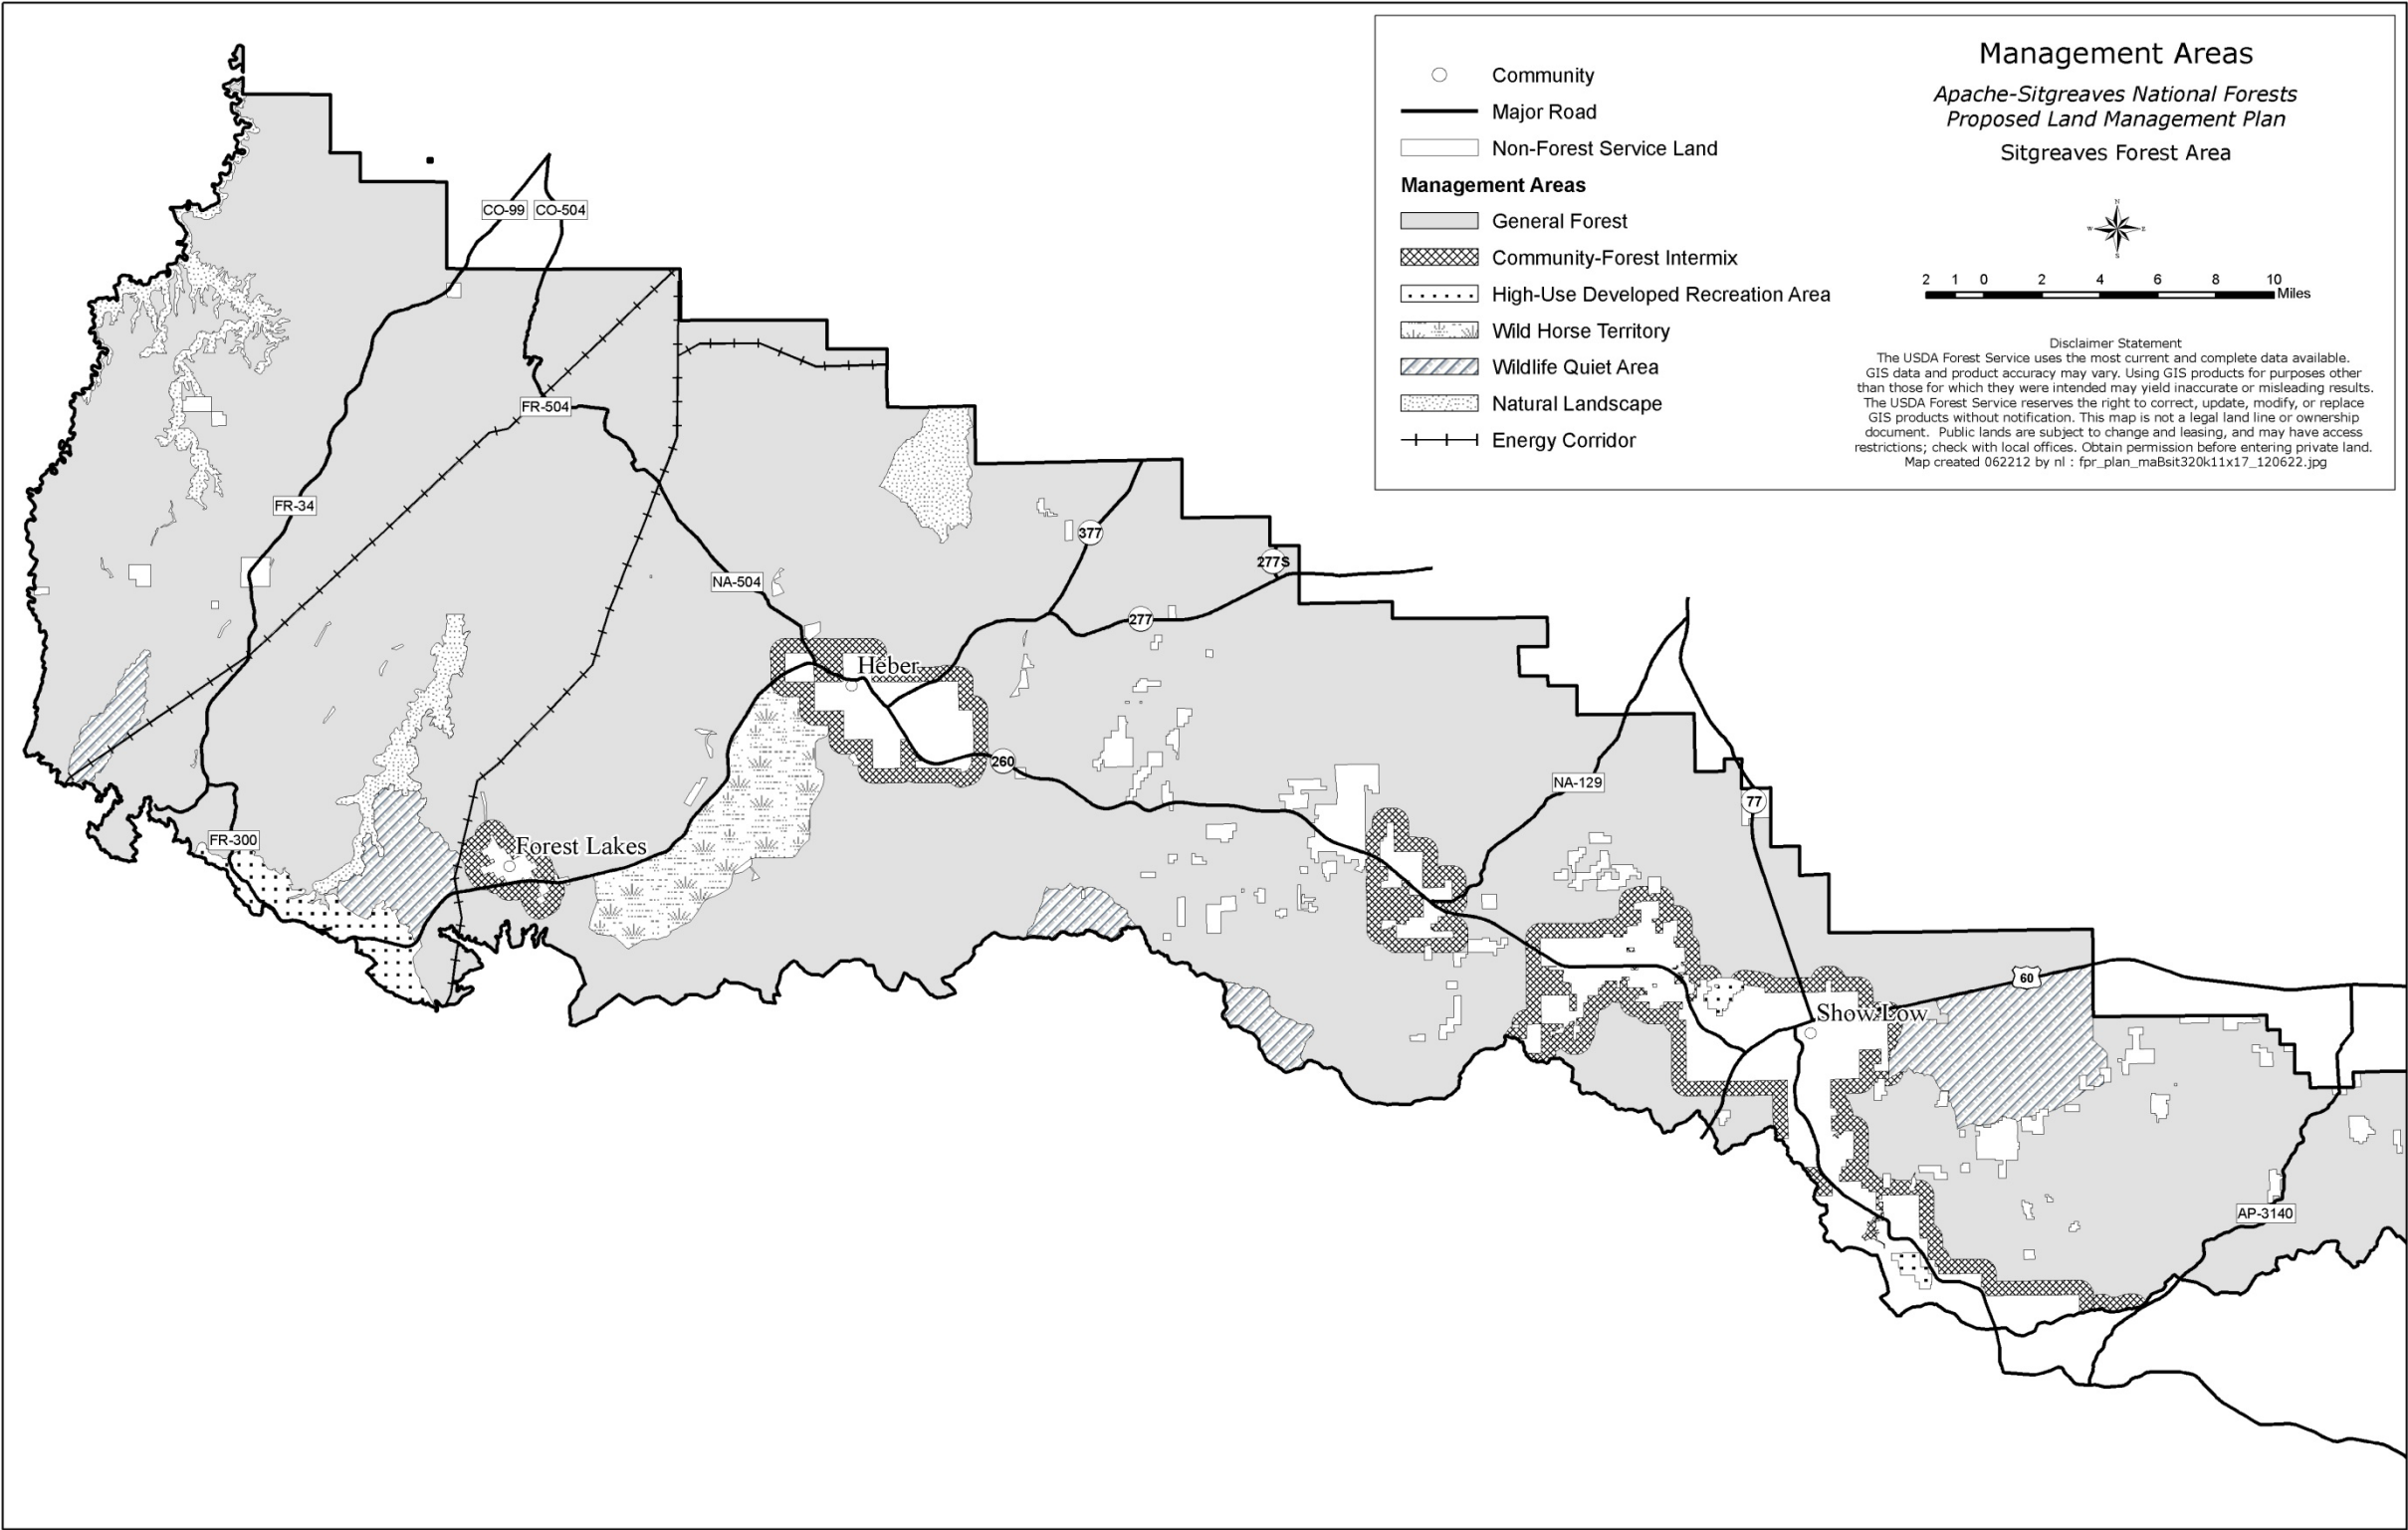 Management Areas
Apache-Sitgreaves National Forests
Proposed Land Management Plan
Sitgreaves Forest Area
Community
Major Road
Non-Forest Service Land
Management Areas
General Forest
Community-Forest Intermix
High-Use Developed Recreation Area
Wild Horse Territory
Wildlife Quiet Area
Natural Landscape
Energy Corridor
N
W E
S
2 1 0 2 4 6 8 10
Miles
Disclaimer Statement
The USDA Forest Service uses the most current and complete data available.
GIS data and product accuracy may vary. Using GIS products for purposes other
than those for which they were intended may yield inaccurate or misleading results.
The USDA Forest Service reserves the right to correct, update, modify, or replace
GIS products without notification. This map is not a legal land line or ownership
document. Public lands are subject to change and leasing, and may have access
restrictions; check with local offices. Obtain permission before entering private land.
Map created 062212 by nl : fpr_plan_maBsit320k11x17_120622.jpg
CO-99
CO-504
FR-504
FR-34
377
277S
NA-504
277
Heber
260
NA-129
77
FR-300
Forest Lakes
60
Show Low
AP-3140